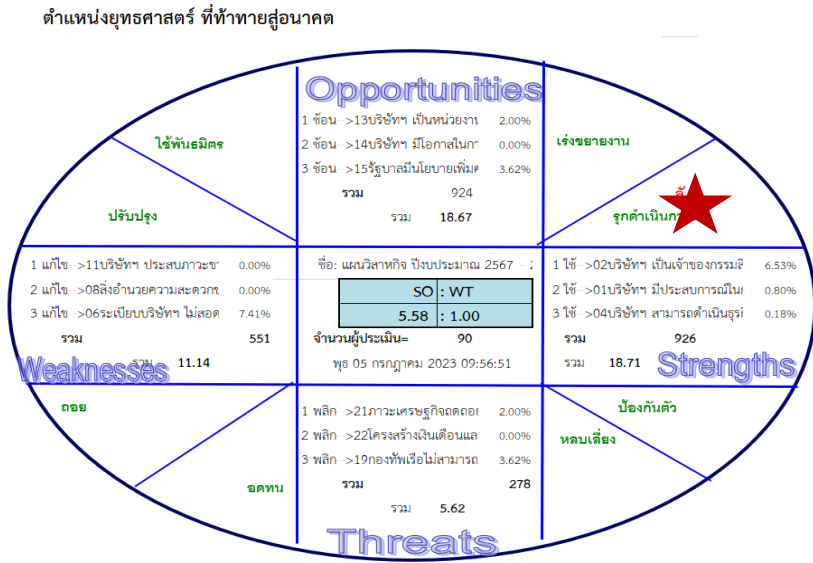 ตำแหน่งยุทธศาสตร์ ที่ท้าทายสู่อนาคต
Opportunities
1 ช้อน->13บริษัทฯ เป็นหน่วยงาน 2.00%
2 ช้อน->14บริษัทฯ มีโอกาสในกา 0.00%
3 ช้อน->15รัฐบาลมีนโยบายเพิ่ม 3.62%
รวม 924
รวม 18.67
ใช้พันธมิตร
ปรับปรุง
เร่งขยายงาน
รุกดำเนิน
1 แก้ไข->11บริษัทฯ ประสบภาวะข 0.00%
2 แก้ไข->08สิ่งอำนวยความสะดวก 0.00%
3 แก้ไข->06ระเบียบบริษัทฯ ไม่สอด 7.41%
รวม 551
รวม 11.14
Weaknesses
ชื่อ: แผนวิสาหกิจ ปีงบประมาณ 2567 -
SO : WT
5.58 : 1.00
จำนวนผู้ประเมิน= 90
พุธ 05 กรกฎาคม 2023 09:56:51
1 ใช้->02บริษัทฯ เป็นเจ้าของกรรมสิ 6.53%
2 ใช้->01บริษัทฯ มีประสบการณ์ใน 0.80%
3 ใช้->04บริษัทฯ สามารถดำเนินธุร 0.18%
รวม 926
รวม 18.71
Strengths
ถอย
อดทน
1 พลิก->21ภาวะเศรษฐกิจถดถอย 2.00%
2 พลิก->22โครงสร้างเงินเดือนแล 0.00%
3 พลิก->19กองทัพเรือไม่สามารถ 3.62%
รวม 278
รวม 5.62
Threats
ป้องกันตัว
หลบเลี่ยง